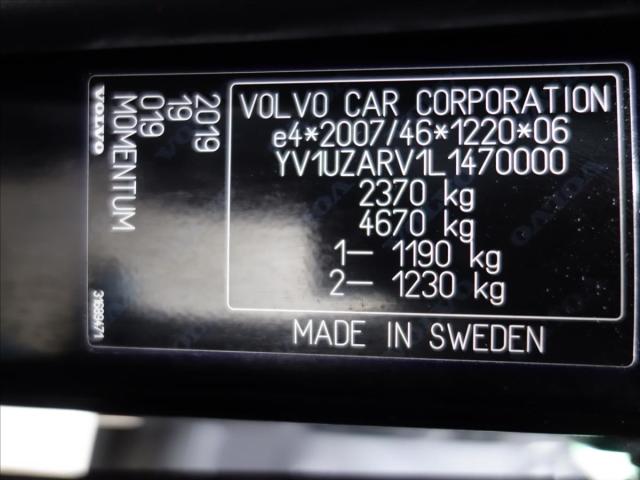 VOLVO CAR CORPORATION
e4*2007/46*1220*06
YV1UZARV1L1470000
2370 kg
4670 kg
1– 1190 kg
2– 1230 kg
MADE IN SWEDEN
2019
19
019
MOMENTUM
VOLVO
31689471